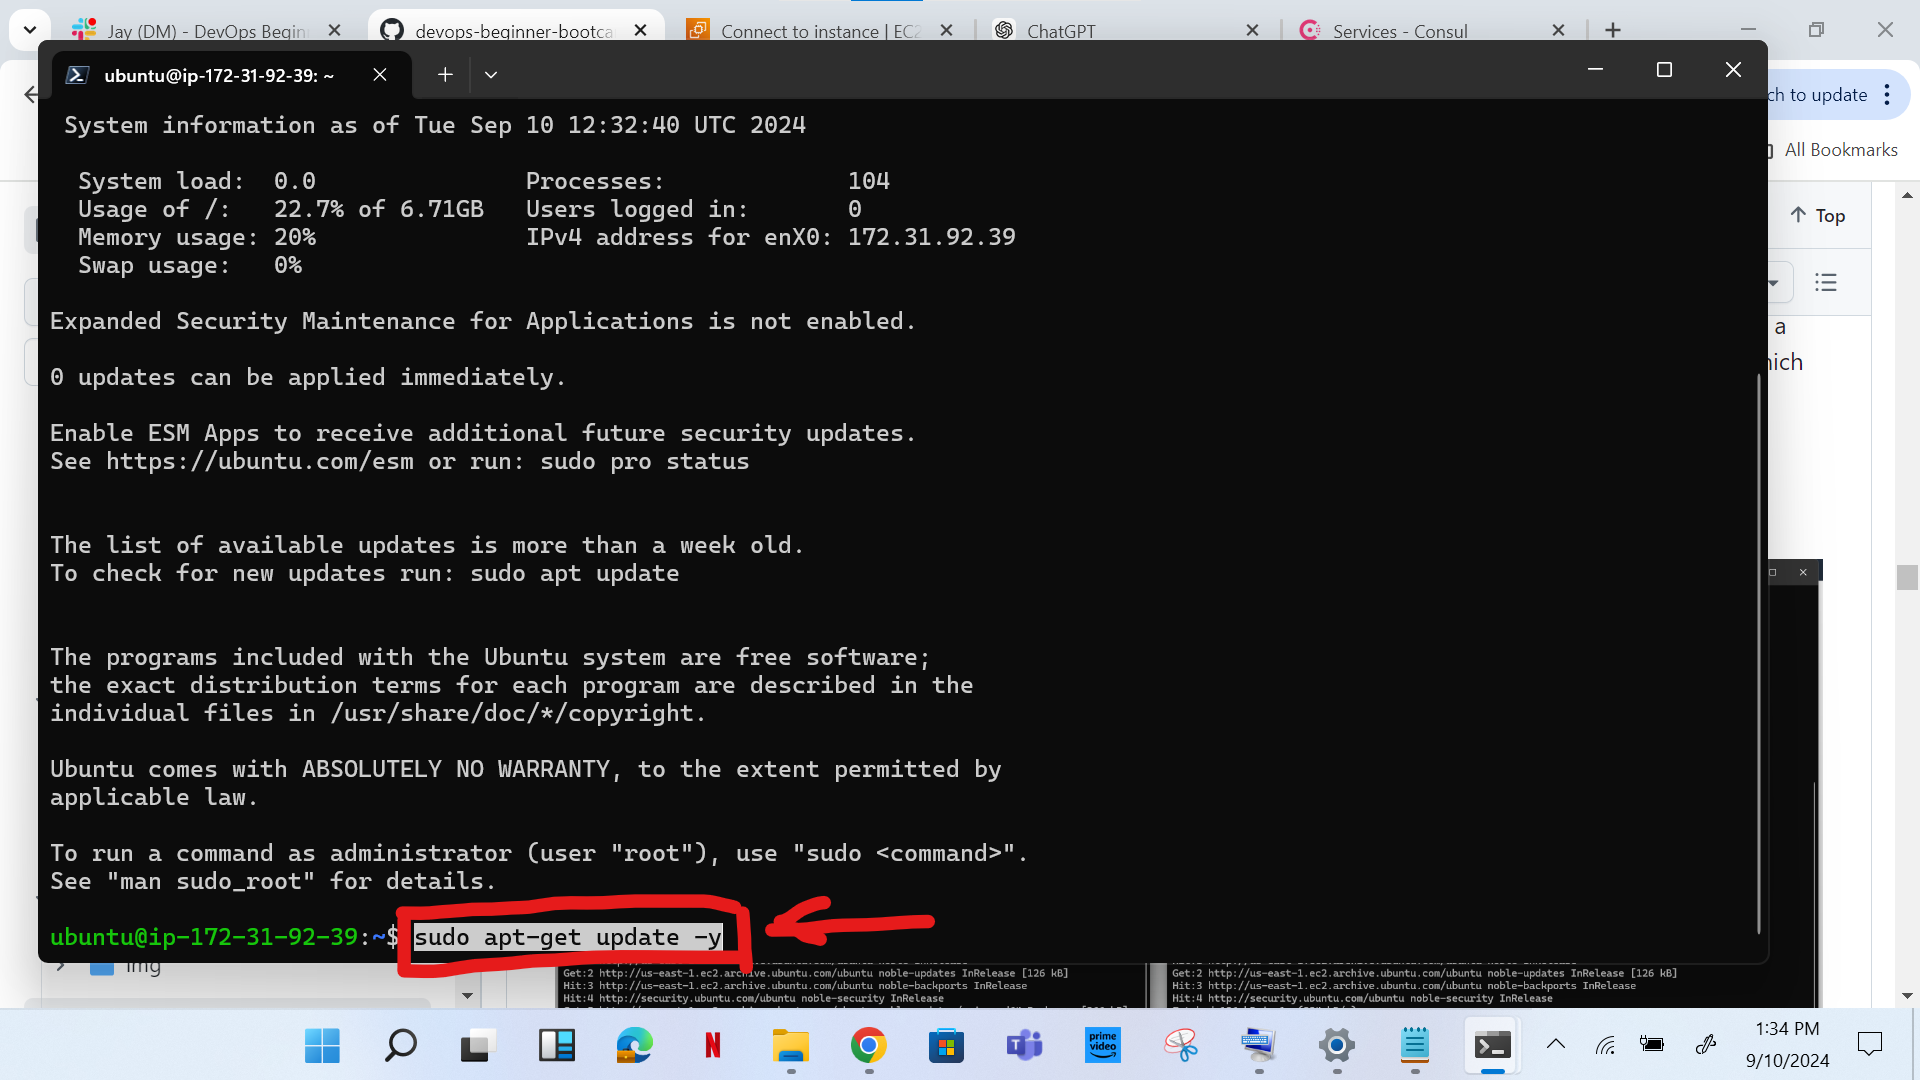 Jay (DM) - DevOps Begin
devops-beginner-bootca
Connect to instance | EC2
ChatGPT
Services - Consul
ubuntu@ip-172-31-92-39: ~
ch to update
All Bookmarks
System information as of Tue Sep 10 12:32:40 UTC 2024
System load: 0.0 Processes: 104
Usage of /: 22.7% of 6.71GB Users logged in: 0
Memory usage: 20% IPv4 address for enX0: 172.31.92.39
Swap usage: 0%
Top
Expanded Security Maintenance for Applications is not enabled.
a
hich
0 updates can be applied immediately.
Enable ESM Apps to receive additional future security updates.
See https://ubuntu.com/esm or run: sudo pro status
The list of available updates is more than a week old.
To check for new updates run: sudo apt update
The programs included with the Ubuntu system are free software;
the exact distribution terms for each program are described in the
individual files in /usr/share/doc/*/copyright.
Ubuntu comes with ABSOLUTELY NO WARRANTY, to the extent permitted by
applicable law.
To run a command as administrator (user "root"), use "sudo <command>".
See "man sudo_root" for details.
ubuntu@ip-172-31-92-39:~$ sudo apt-get update -y
img
Get:2 http://us-east-1.ec2.archive.ubuntu.com/ubuntu noble-updates InRelease [126 kB]
Hit:3 http://us-east-1.ec2.archive.ubuntu.com/ubuntu noble-backports InRelease
Hit:4 http://security.ubuntu.com/ubuntu noble-security InRelease
Get:2 http://us-east-1.ec2.archive.ubuntu.com/ubuntu noble-updates InRelease [126 kB]
Hit:3 http://us-east-1.ec2.archive.ubuntu.com/ubuntu noble-backports InRelease
Hit:4 http://security.ubuntu.com/ubuntu noble-security InRelease
N
T
prime video
1:34 PM
9/10/2024